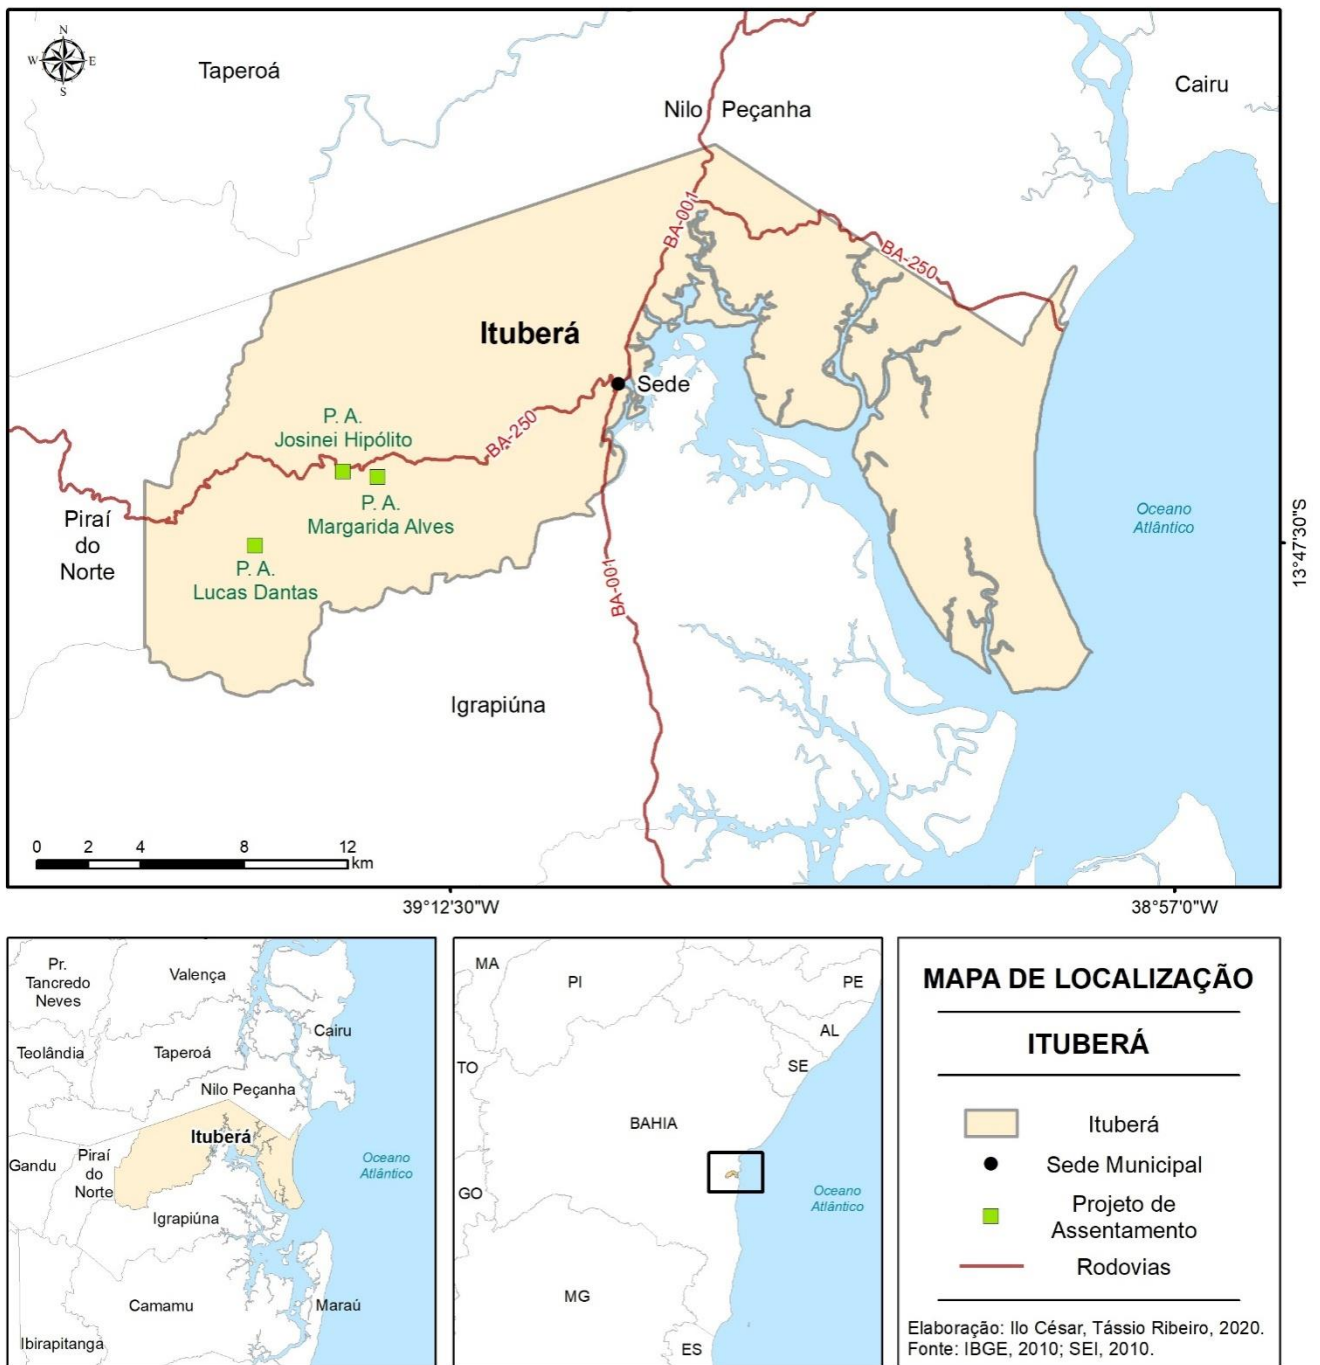 N
W E
S
Taperoá
Nilo Peçanha
Cairu
BA-001
BA-250
Ituberá
Sede
P. A.
Josinei Hipólito
BA-250
P. A.
Margarida Alves
Piraí
do
Norte
P. A.
Lucas Dantas
BA-001
Oceano
Atlântico
13°47'30"S
Igrapiúna
0 2 4 8 12
km
39°12'30"W
38°57'0"W
Pr.
Tancredo
Neves
Valença
Cairu
Teolândia
Taperoá
Nilo Peçanha
Ituberá
Gandu
Piraí
do
Norte
Oceano
Atlântico
Igrapiúna
Camamu
Maraú
Ibirapitanga
MA
PI
PE
AL
SE
TO
BAHIA
GO
Oceano
Atlântico
MG
ES
MAPA DE LOCALIZAÇÃO
ITUBERÁ
Ituberá
Sede Municipal
Projeto de
Assentamento
Rodovias
Elaboração: Ilo César, Tássio Ribeiro, 2020.
Fonte: IBGE, 2010; SEI, 2010.